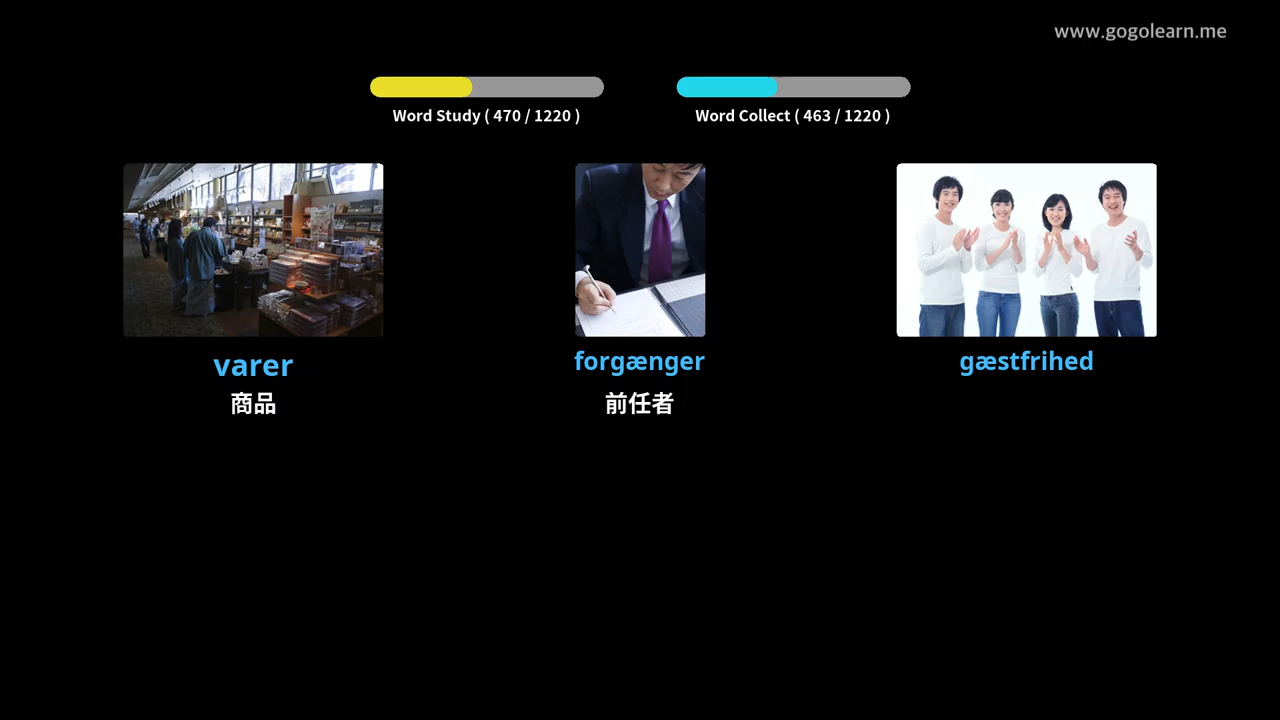 www.gogolearn.me
Word Study ( 470 / 1220 )
Word Collect ( 463 / 1220 )
varer
商品
forgænger
前任者
gæstfrihed